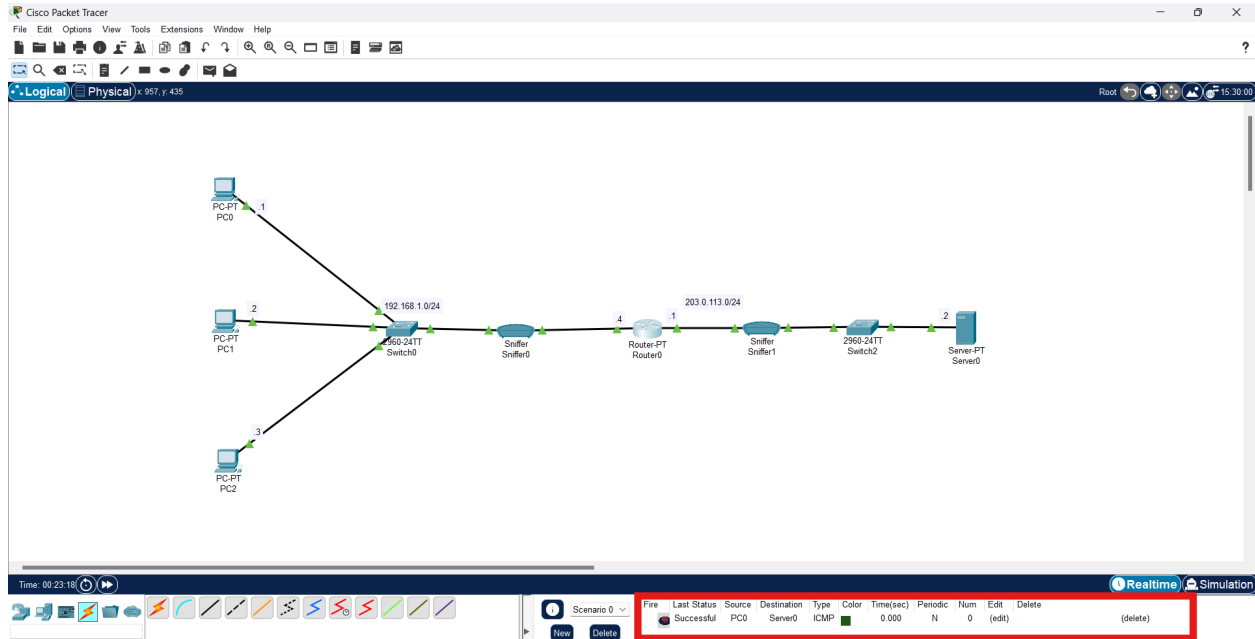 Cisco Packet Tracer
File Edit Options View Tools Extensions Window Help
?
Logical Physical x: 957, y: 435 Root 15:30:00
PC-PT
PC0
.1
.2
PC-PT
PC1
.3
PC-PT
PC2
192.168.1.0/24
2960-24TT
Switch0
Sniffer
Sniffer0
.4
Router-PT
Router0
.1
203.0.113.0/24
Sniffer
Sniffer1
2960-24TT
Switch2
.2
Server-PT
Server0
Time: 00:23:18 Realtime Simulation
Scenario 0
New Delete
Fire Last Status Source Destination Type Color Time(sec) Periodic Num Edit Delete
Successful PC0 Server0 ICMP 0.000 N 0 (edit) (delete)